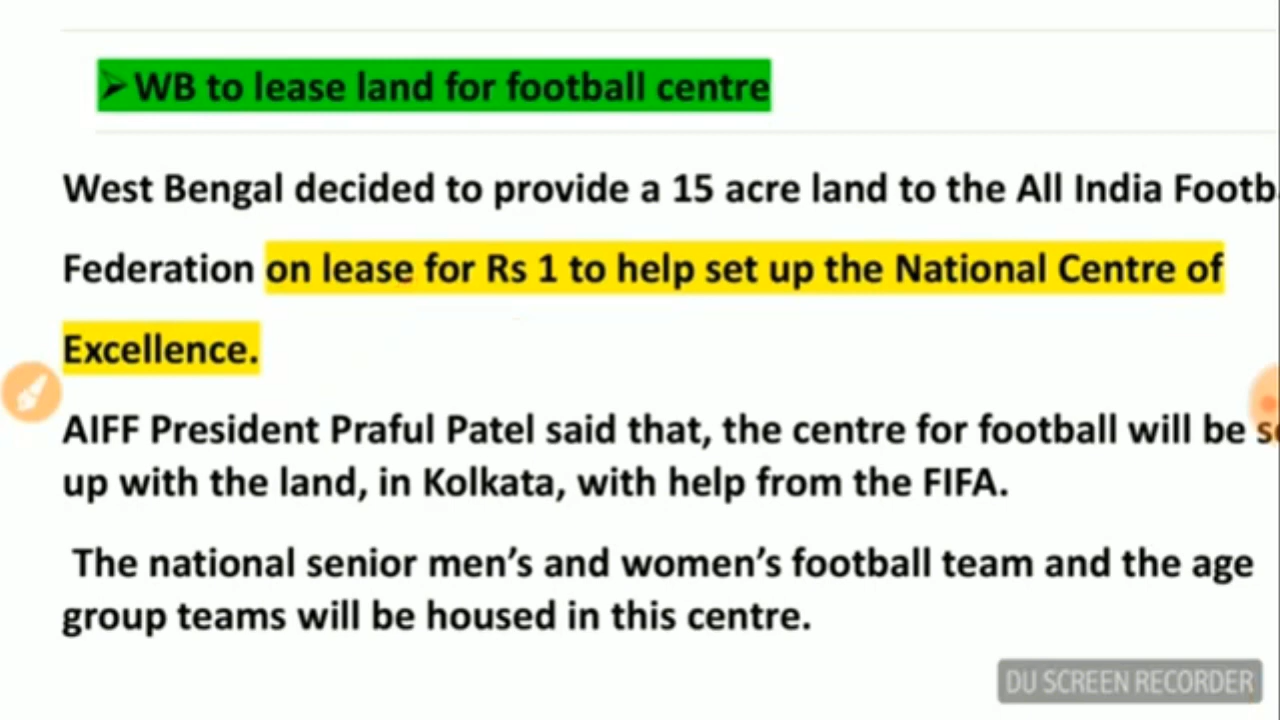 ➢WB to lease land for football centre
West Bengal decided to provide a 15 acre land to the All India Footb
Federation on lease for Rs 1 to help set up the National Centre of
Excellence.
AIFF President Praful Patel said that, the centre for football will be
up with the land, in Kolkata, with help from the FIFA.
The national senior men’s and women’s football team and the age
group teams will be housed in this centre.
DU SCREEN RECORDER